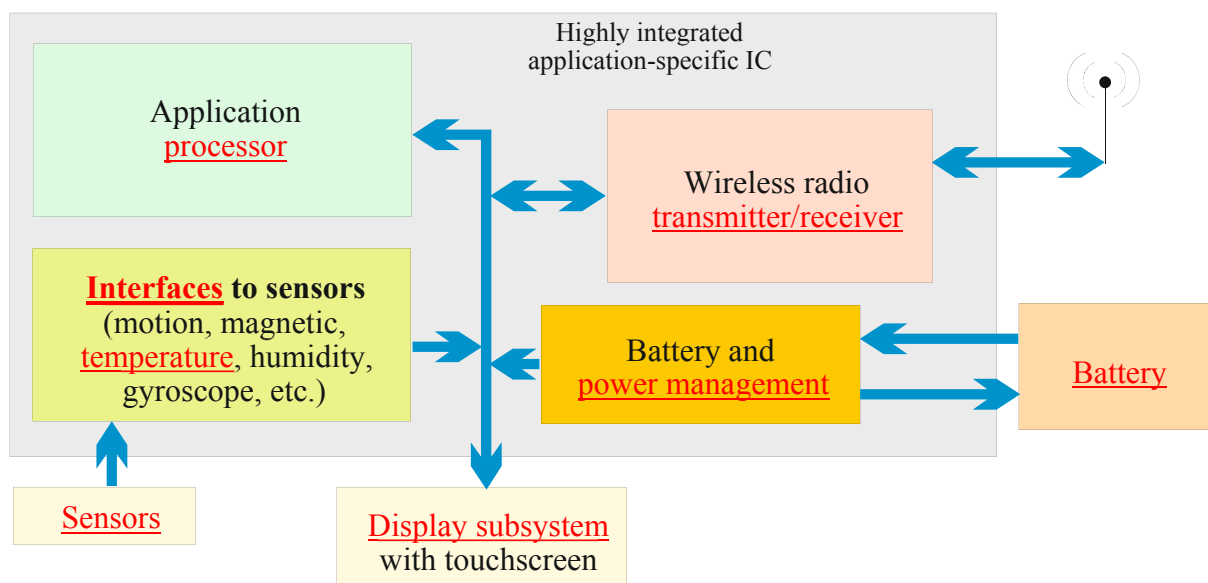 Highly integrated
application-specific IC
Application
processor
Wireless radio
transmitter/receiver
Interfaces to sensors
(motion, magnetic,
temperature, humidity,
gyroscope, etc.)
Battery and
power management
Battery
Sensors
Display subsystem
with touchscreen